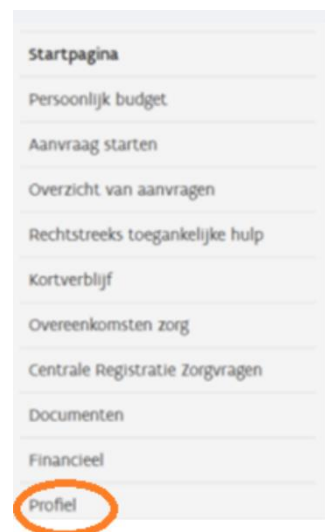 Startpagina
Persoonlijk budget
Aanvraag starten
Overzicht van aanvragen
Rechtstreeks toegankelijke hulp
Kortverblijf
Overeenkomsten zorg
Centrale Registratie Zorgvragen
Documenten
Financieel
Profiel